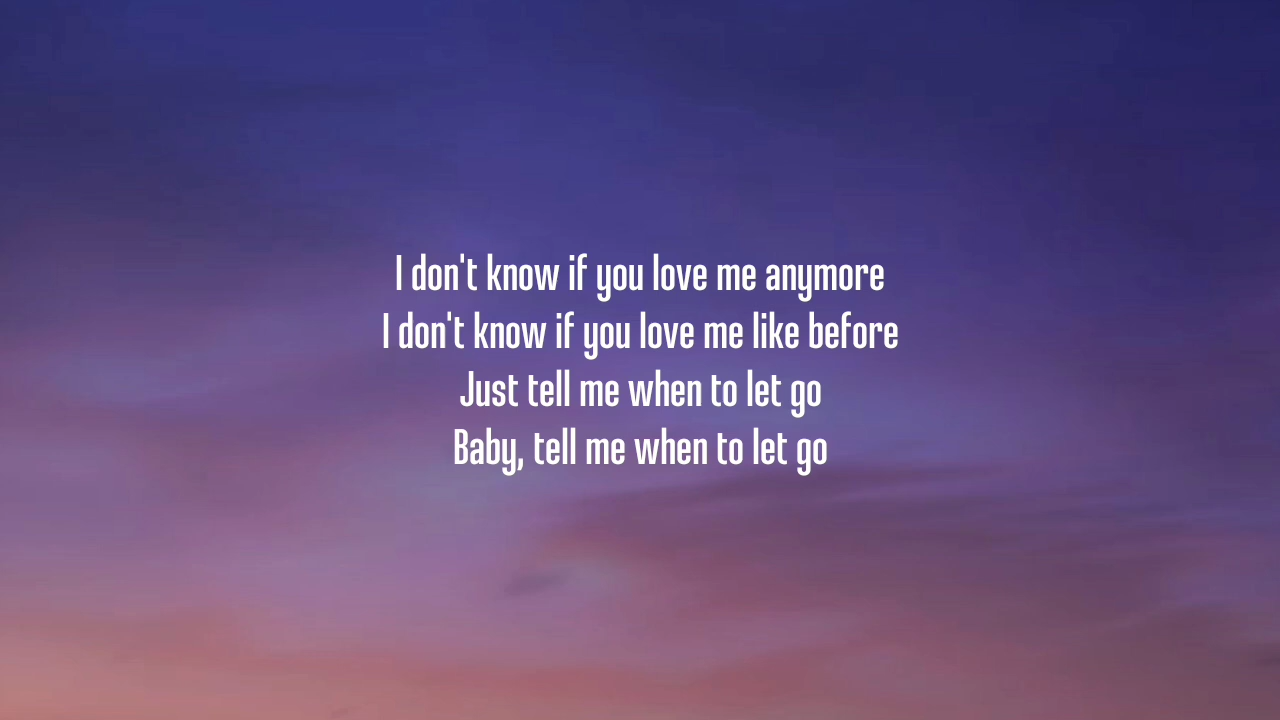 I don't know if you love me anymore
I don't know if you love me like before
Just tell me when to let go
Baby, tell me when to let go